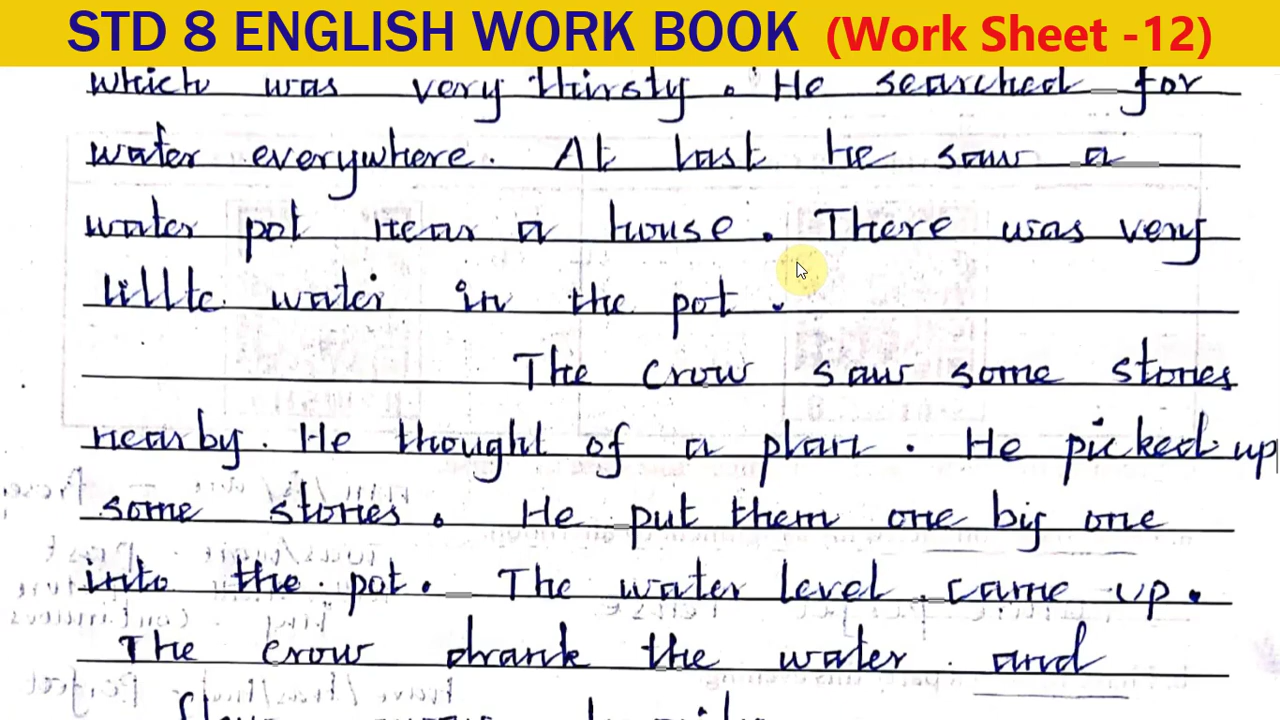 STD 8 ENGLISH WORK BOOK (Work Sheet -12)
which was very thirsty. He searched for
water everywhere. At last he saw a
water pot near a house. There was very
lillte water in the pot.
The crow saw some stones
nearby. He thought of a plan. He picked up
some stones. He put them one big one
into the pot. The water level came up.
The crow drank the water and